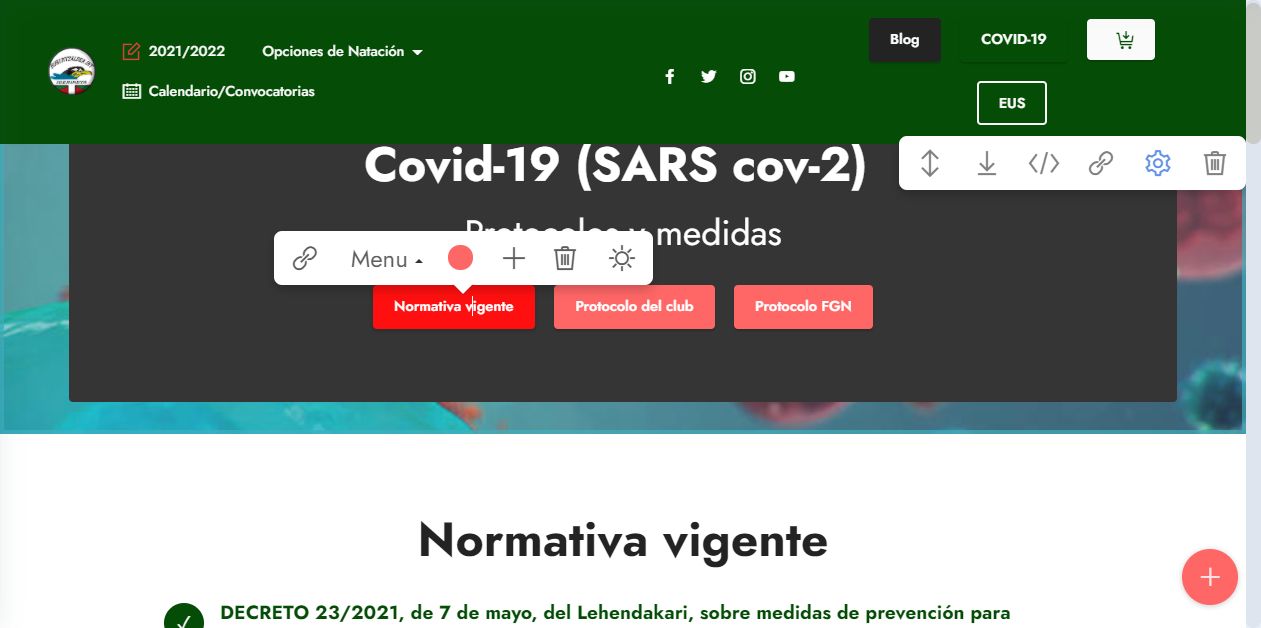 2021/2022
Opciones de Natación
Calendario/Convocatorias
Blog
COVID-19
EUS
Covid-19 (SARS cov-2)
Protocolos y medidas
Menu
Normativa vigente
Protocolo del club
Protocolo FGN
Normativa vigente
DECRETO 23/2021, de 7 de mayo, del Lehendakari, sobre medidas de prevención para